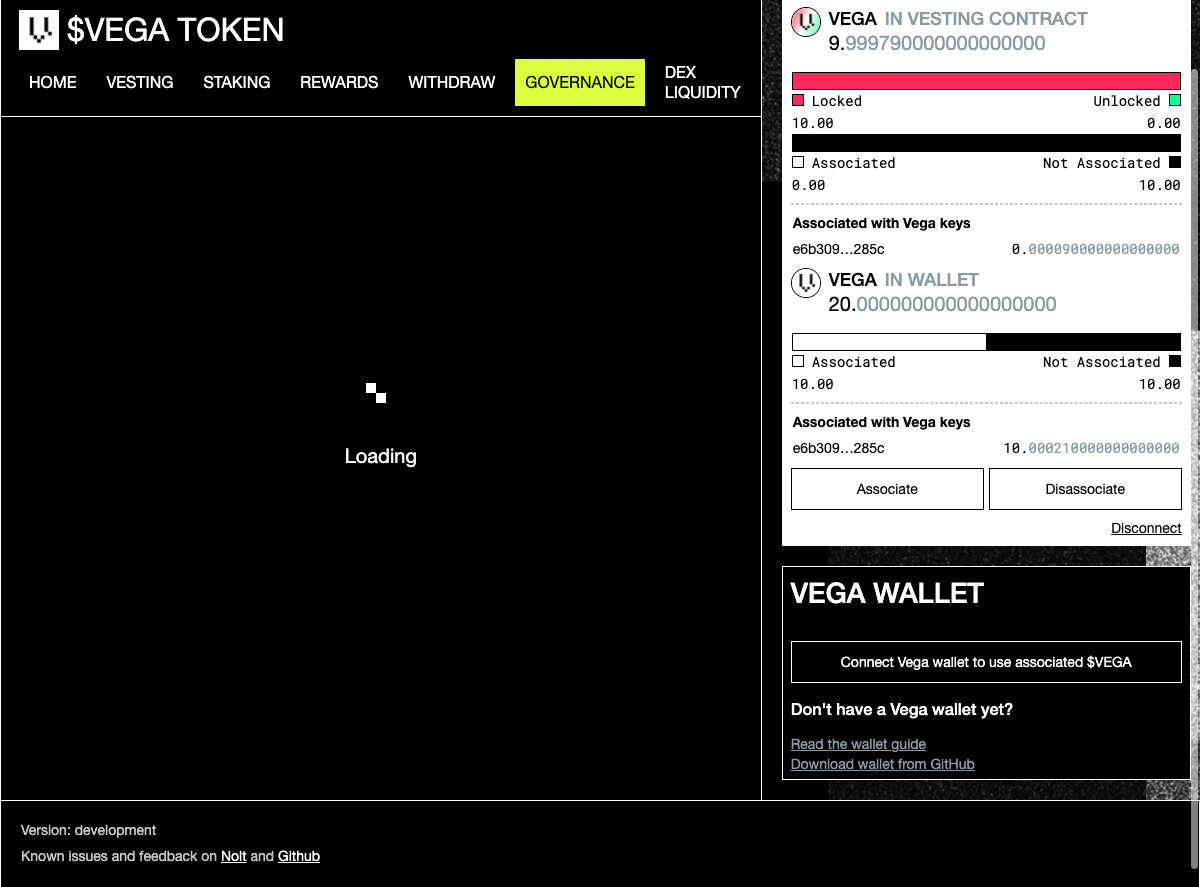 $VEGA TOKEN
HOME
VESTING
STAKING
REWARDS
WITHDRAW
GOVERNANCE
DEX
LIQUIDITY
Loading
VEGA IN VESTING CONTRACT
9.999790000000000000
Locked
Unlocked
10.00
0.00
Associated
Not Associated
0.00
10.00
Associated with Vega keys
e6b309…285c
0.000090000000000000
VEGA IN WALLET
20.000000000000000000
Associated
Not Associated
10.00
10.00
Associated with Vega keys
e6b309…285c
10.000210000000000000
Associate
Disassociate
Disconnect
VEGA WALLET
Connect Vega wallet to use associated $VEGA
Don't have a Vega wallet yet?
Read the wallet guide
Download wallet from GitHub
Version: development
Known issues and feedback on Nolt and Github